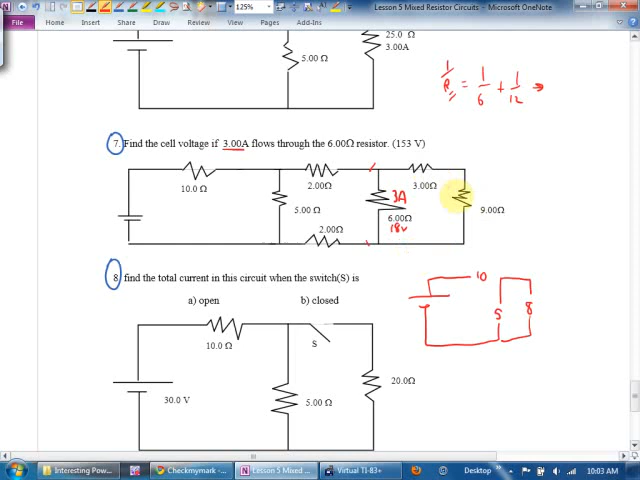 Lesson 5 Mixed Resistor Circuits - Microsoft OneNote
File
Home
Insert
Share
Draw
Review
View
Add-Ins
125%
25.0 Ω
3.00A
5.00 Ω
1/R = 1/6 + 1/12 →
7. Find the cell voltage if 3.00A flows through the 6.00Ω resistor. (153 V)
10.0 Ω
2.00Ω
3.00Ω
5.00 Ω
3A
6.00Ω
18v
9.00Ω
2.00Ω
8. find the total current in this circuit when the switch(S) is
a) open
b) closed
10
5
8
10.0 Ω
S
30.0 V
5.00 Ω
20.0Ω
Interesting Pow...
Checkmymark - ...
Lesson 5 Mixed ...
Virtual TI-83+
Desktop
10:03 AM